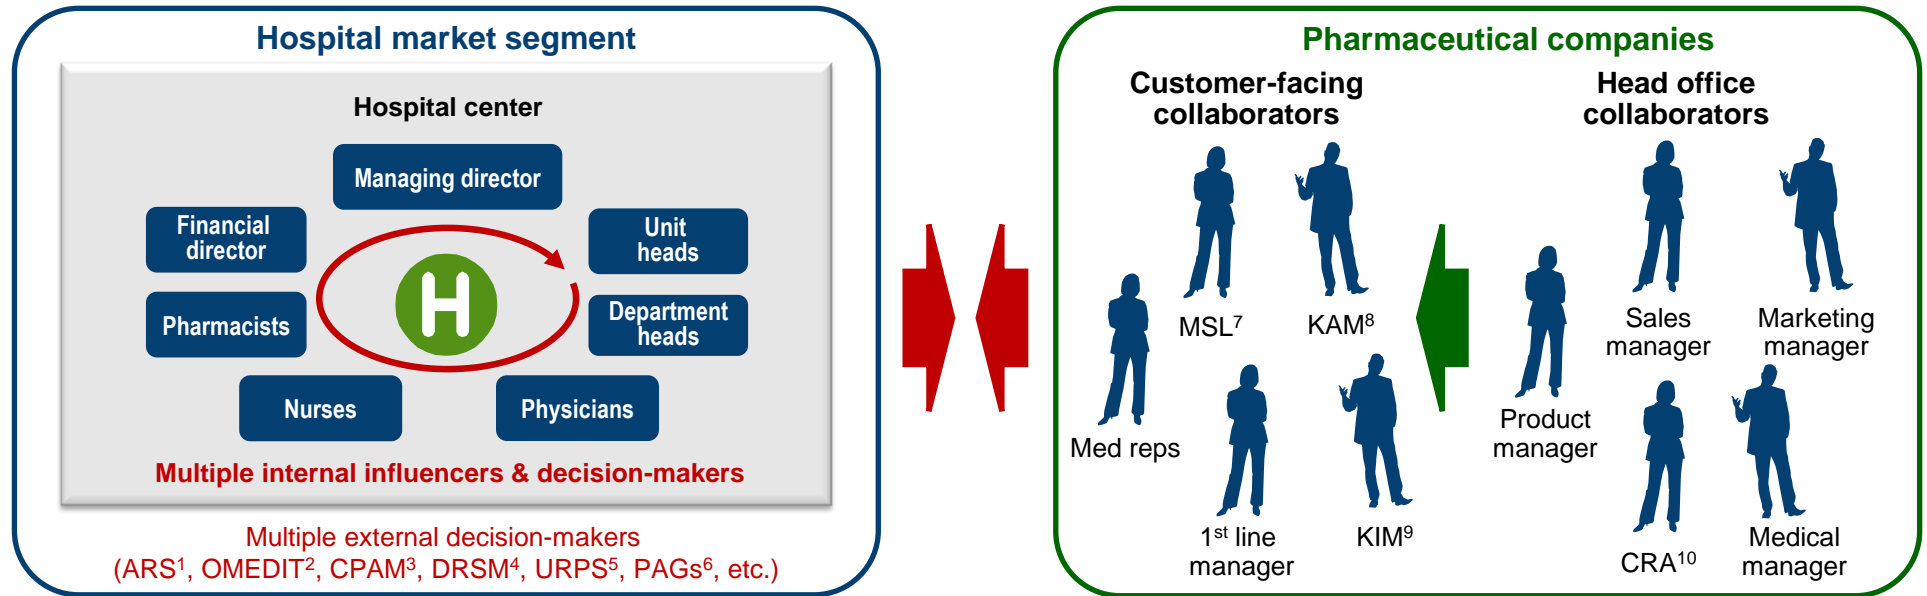 Hospital market segment
Hospital center
Managing director
Financial
director
Unit
heads
Pharmacists
Department
heads
H
Nurses
Physicians
Multiple internal influencers & decision-makers
Multiple external decision-makers
(ARS¹, OMEDIT², CPAM³, DRSM⁴, URPS⁵, PAGs⁶, etc.)
Pharmaceutical companies
Customer-facing
collaborators
MSL⁷
KAM⁸
Med reps
1st line
manager
KIM⁹
Head office
collaborators
Sales
manager
Marketing
manager
Product
manager
CRA¹⁰
Medical
manager